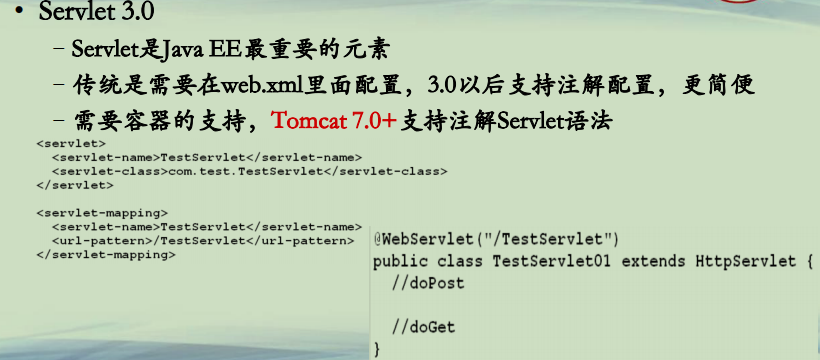 • Servlet 3.0
– Servlet是Java EE最重要的元素
– 传统是需要在web.xml里面配置，3.0以后支持注解配置，更简便
– 需要容器的支持，Tomcat 7.0+支持注解Servlet语法
<servlet>
  <servlet-name>TestServlet</servlet-name>
  <servlet-class>com.test.TestServlet</servlet-class>
</servlet>
<servlet-mapping>
  <servlet-name>TestServlet</servlet-name>
  <url-pattern>/TestServlet</url-pattern>
</servlet-mapping>
@WebServlet("/TestServlet")
public class TestServlet01 extends HttpServlet {
  //doPost
  //doGet
}